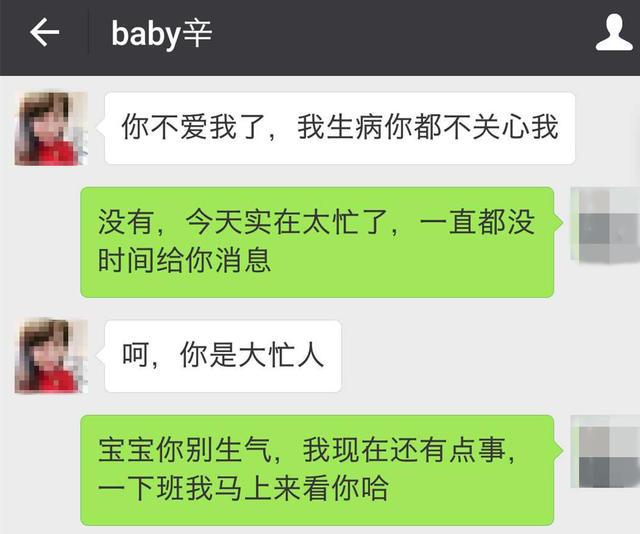 baby辛
你不爱我了，我生病你都不关心我
没有，今天实在太忙了，一直都没
时间给你消息
呵，你是大忙人
宝宝你别生气，我现在还有点事，
一下班我马上来看你哈